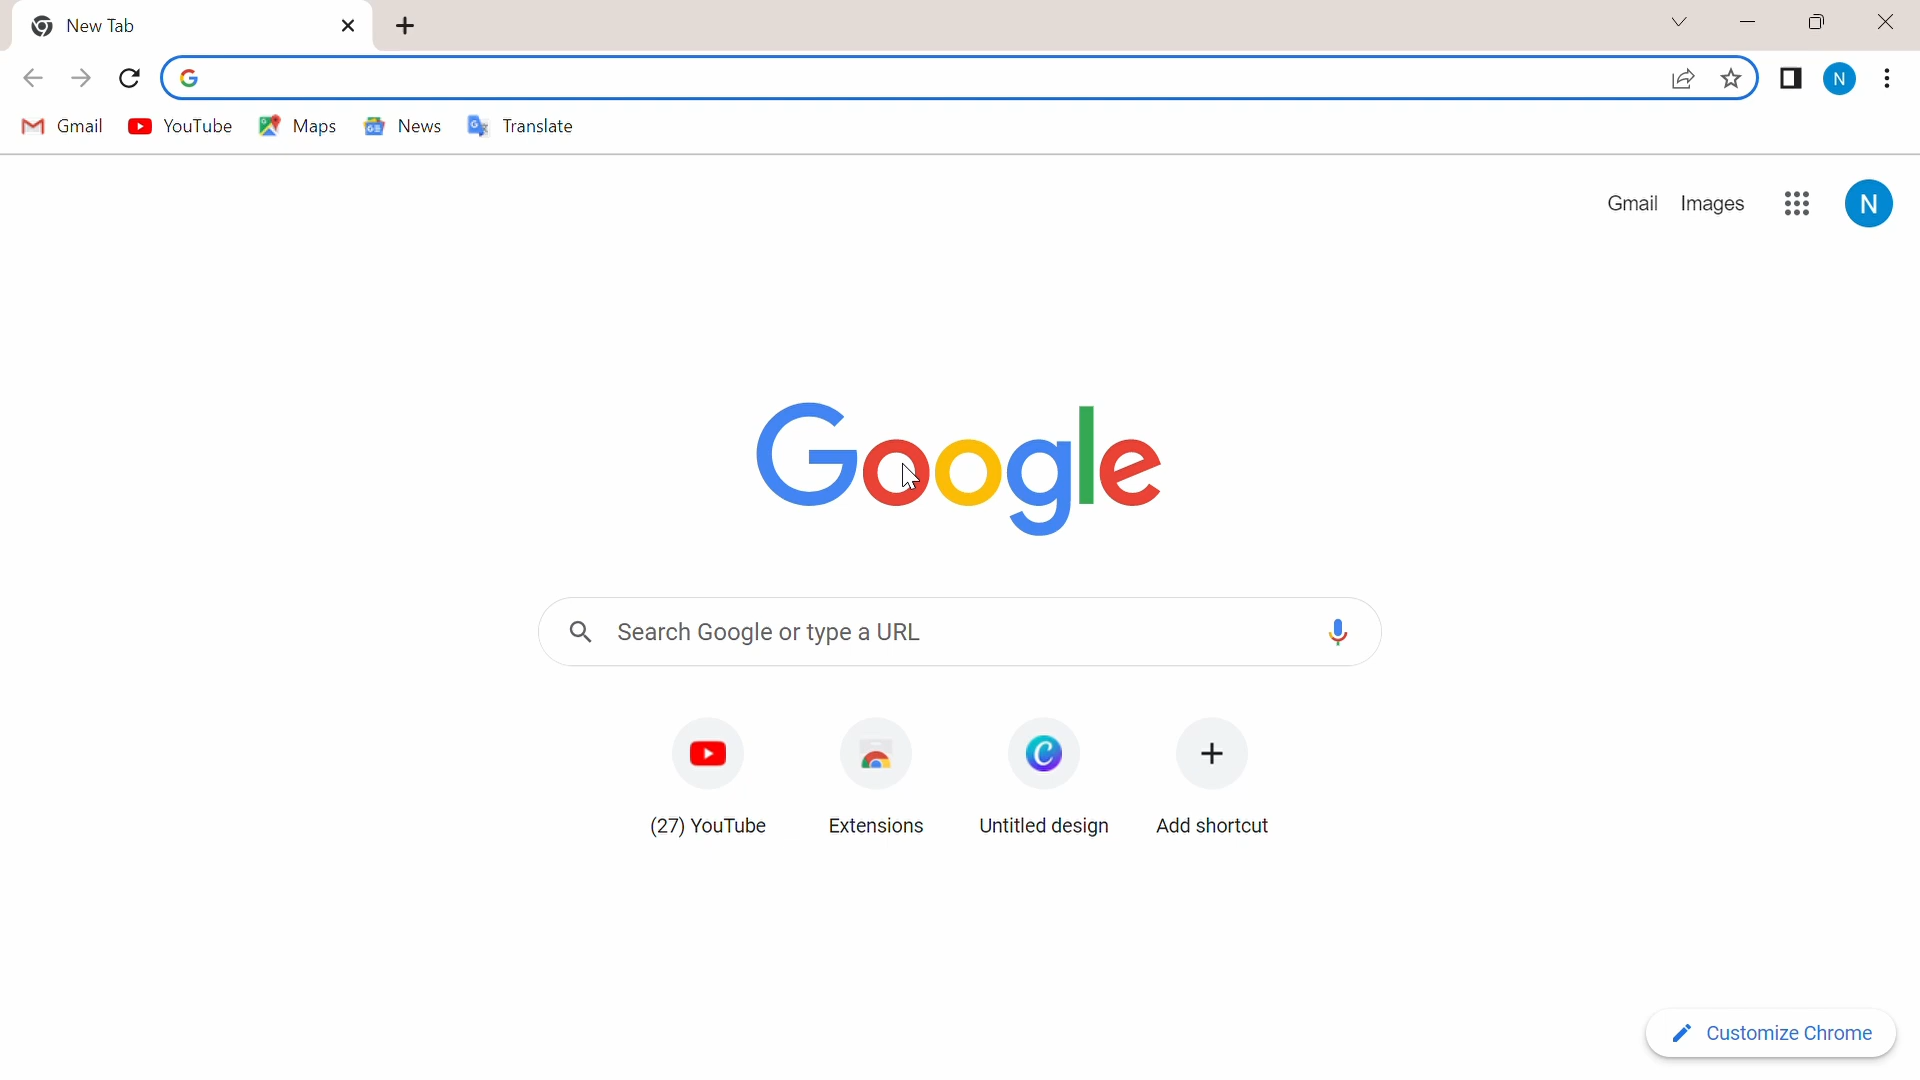 New Tab
Gmail YouTube Maps News Translate
Gmail Images N
Google
Search Google or type a URL
(27) YouTube Extensions Untitled design Add shortcut
Customize Chrome